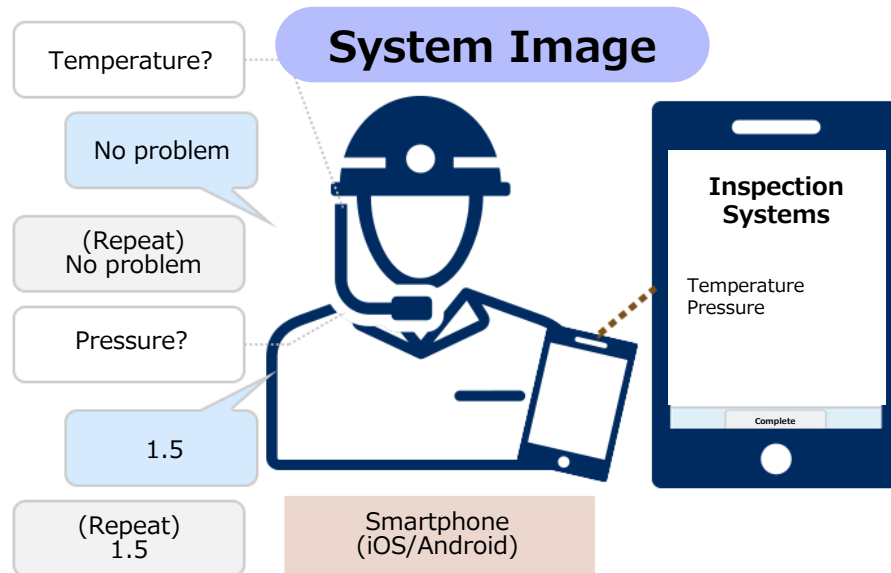 System Image
Temperature?
No problem
(Repeat)
No problem
Pressure?
1.5
(Repeat)
1.5
Smartphone
(iOS/Android)
Inspection
Systems
Temperature
Pressure
Complete